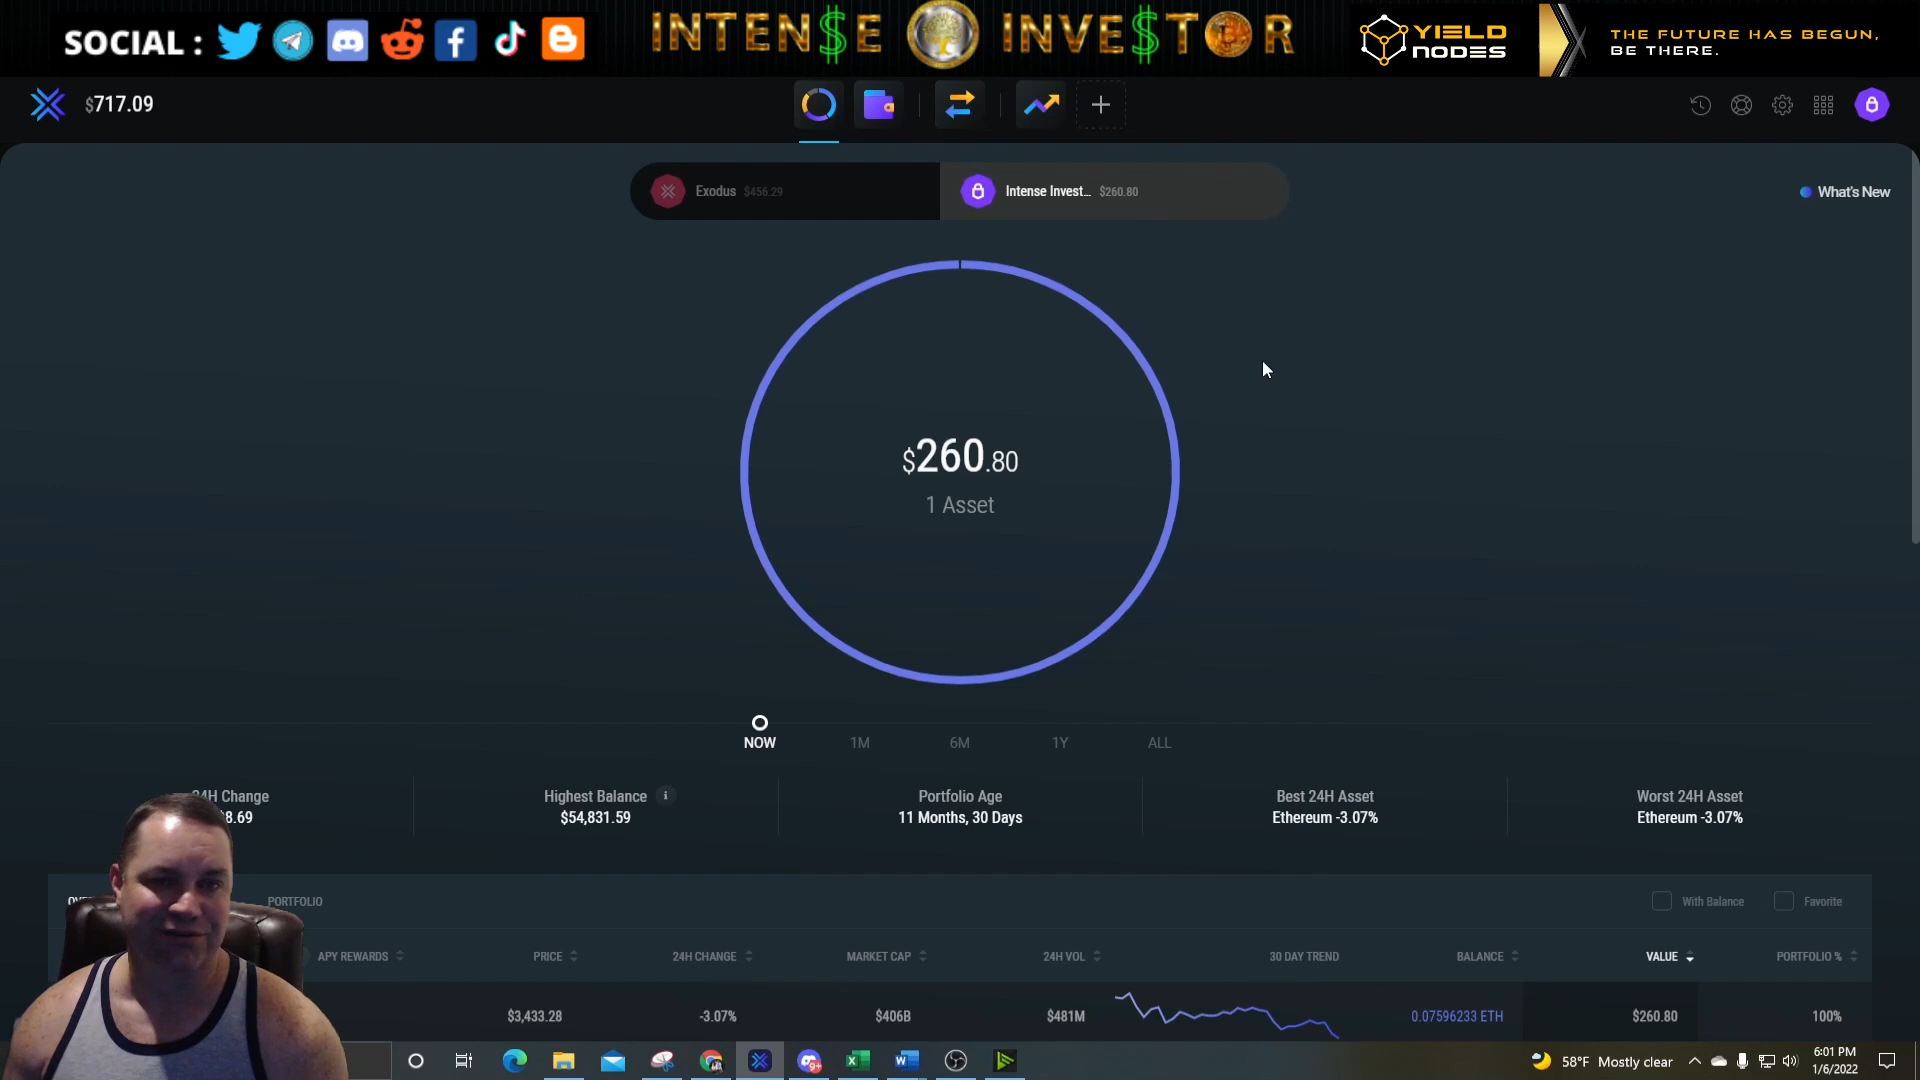 SOCIAL :
INTEN$E INVE$TOR
YIELD NODES
THE FUTURE HAS BEGUN,
BE THERE.
$717.09
Exodus $456.29
Intense Invest... $260.80
What's New
$260.80
1 Asset
NOW 1M 6M 1Y ALL
24H Change
8.69
Highest Balance i
$54,831.59
Portfolio Age
11 Months, 30 Days
Best 24H Asset
Ethereum -3.07%
Worst 24H Asset
Ethereum -3.07%
PORTFOLIO
With Balance Favorite
APY REWARDS PRICE 24H CHANGE MARKET CAP 24H VOL 30 DAY TREND BALANCE VALUE PORTFOLIO %
$3,433.28 -3.07% $406B $481M 0.07596233 ETH $260.80 100%
9+
58°F Mostly clear
6:01 PM
1/6/2022